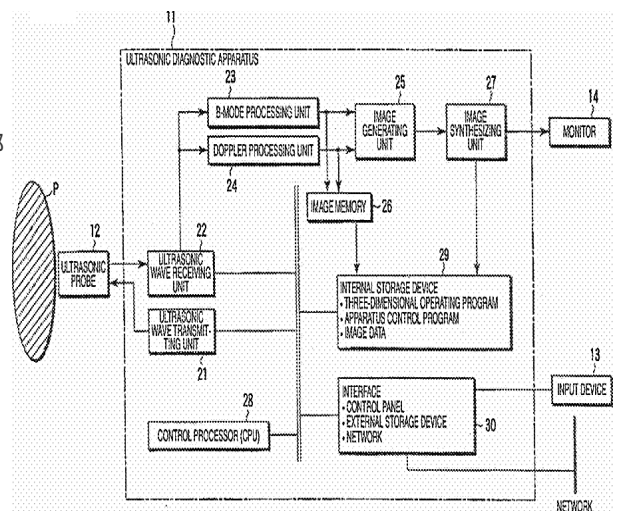 11
ULTRASONIC DIAGNOSTIC APPARATUS
23
B-MODE PROCESSING UNIT
DOPPLER PROCESSING UNIT
24
25
IMAGE
GENERATING
UNIT
27
IMAGE
SYNTHESIZING
UNIT
14
MONITOR
IMAGE MEMORY
26
P
12
ULTRASONIC
PROBE
22
ULTRASONIC
WAVE RECEIVING
UNIT
ULTRASONIC
WAVE TRANSMIT-
TING UNIT
21
29
INTERNAL STORAGE DEVICE
• THREE-DIMENSIONAL OPERATING PROGRAM
• APPARATUS CONTROL PROGRAM
• IMAGE DATA
28
CONTROL PROCESSOR (CPU)
INTERFACE
• CONTROL PANEL
• EXTERNAL STORAGE DEVICE
• NETWORK
30
13
INPUT DEVICE
NETWORK